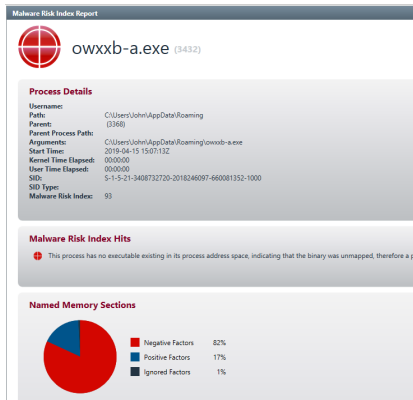 Malware Risk Index Report
owxxb-a.exe (3432)
Process Details
Username:
Path: C:\Users\John\AppData\Roaming
Parent: (3368)
Parent Process Path:
Arguments: C:\Users\John\AppData\Roaming\owxxb-a.exe
Start Time: 2019-04-15 15:07:13Z
Kernel Time Elapsed: 00:00:00
User Time Elapsed: 00:00:00
SID: S-1-5-21-3408732720-2018246097-660081352-1000
SID Type:
Malware Risk Index: 93
Malware Risk Index Hits
This process has no executable existing in its process address space, indicating that the binary was unmapped, therefore a p
Named Memory Sections
Negative Factors 82%
Positive Factors 17%
Ignored Factors 1%